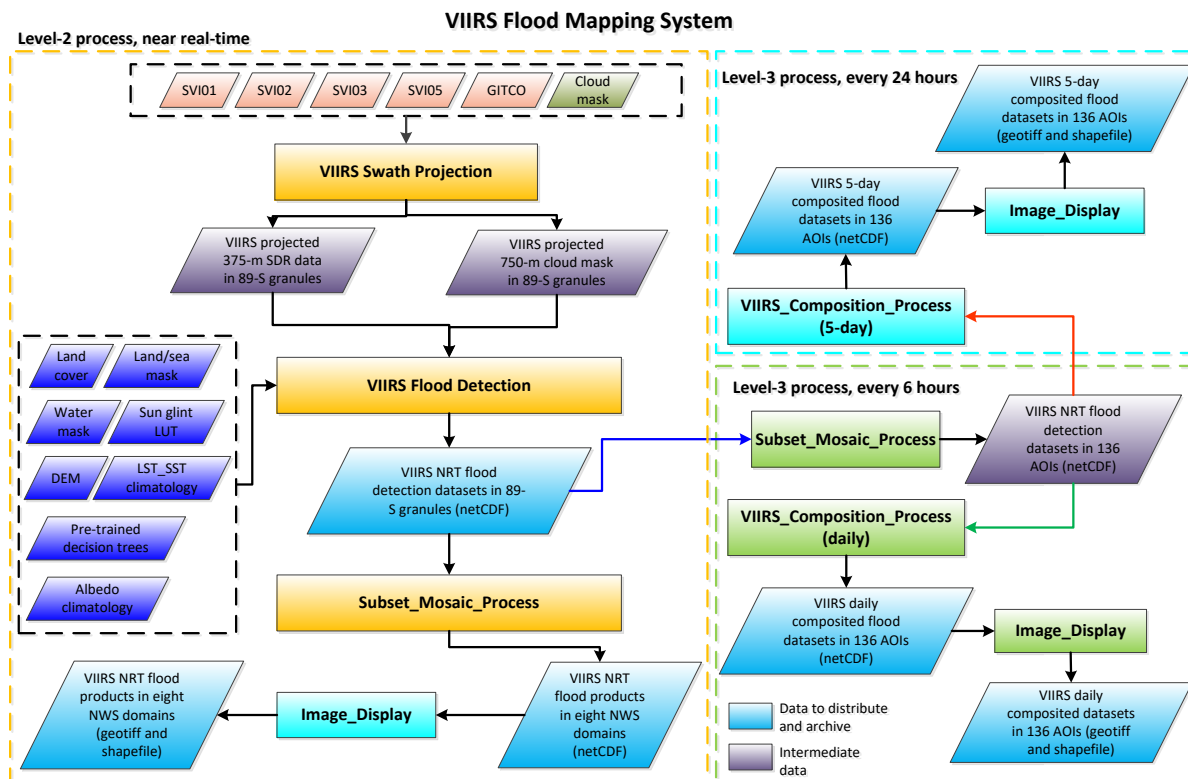 VIIRS Flood Mapping System
Level-2 process, near real-time
SVI01
SVI02
SVI03
SVI05
GITCO
Cloud
mask
VIIRS Swath Projection
VIIRS projected
375-m SDR data
in 89-S granules
VIIRS projected
750-m cloud mask
in 89-S granules
Land
cover
Land/sea
mask
Water
mask
Sun glint
LUT
DEM
LST_SST
climatology
Pre-trained
decision trees
Albedo
climatology
VIIRS Flood Detection
VIIRS NRT flood
detection datasets in 89-
S granules (netCDF)
Subset_Mosaic_Process
VIIRS NRT flood
products in eight
NWS domains
(geotiff and
shapefile)
Image_Display
VIIRS NRT
flood products
in eight NWS
domains
(netCDF)
Level-3 process, every 24 hours
VIIRS 5-day
composited flood
datasets in 136 AOIs
(geotiff and shapefile)
VIIRS 5-day
composited flood
datasets in 136
AOIs (netCDF)
Image_Display
VIIRS_Composition_Process
(5-day)
Level-3 process, every 6 hours
Subset_Mosaic_Process
VIIRS NRT flood
detection
datasets in 136
AOIs (netCDF)
VIIRS_Composition_Process
(daily)
VIIRS daily
composited flood
datasets in 136 AOIs
(netCDF)
Image_Display
VIIRS daily
composited datasets
in 136 AOIs (geotiff
and shapefile)
Data to distribute
and archive
Intermediate
data